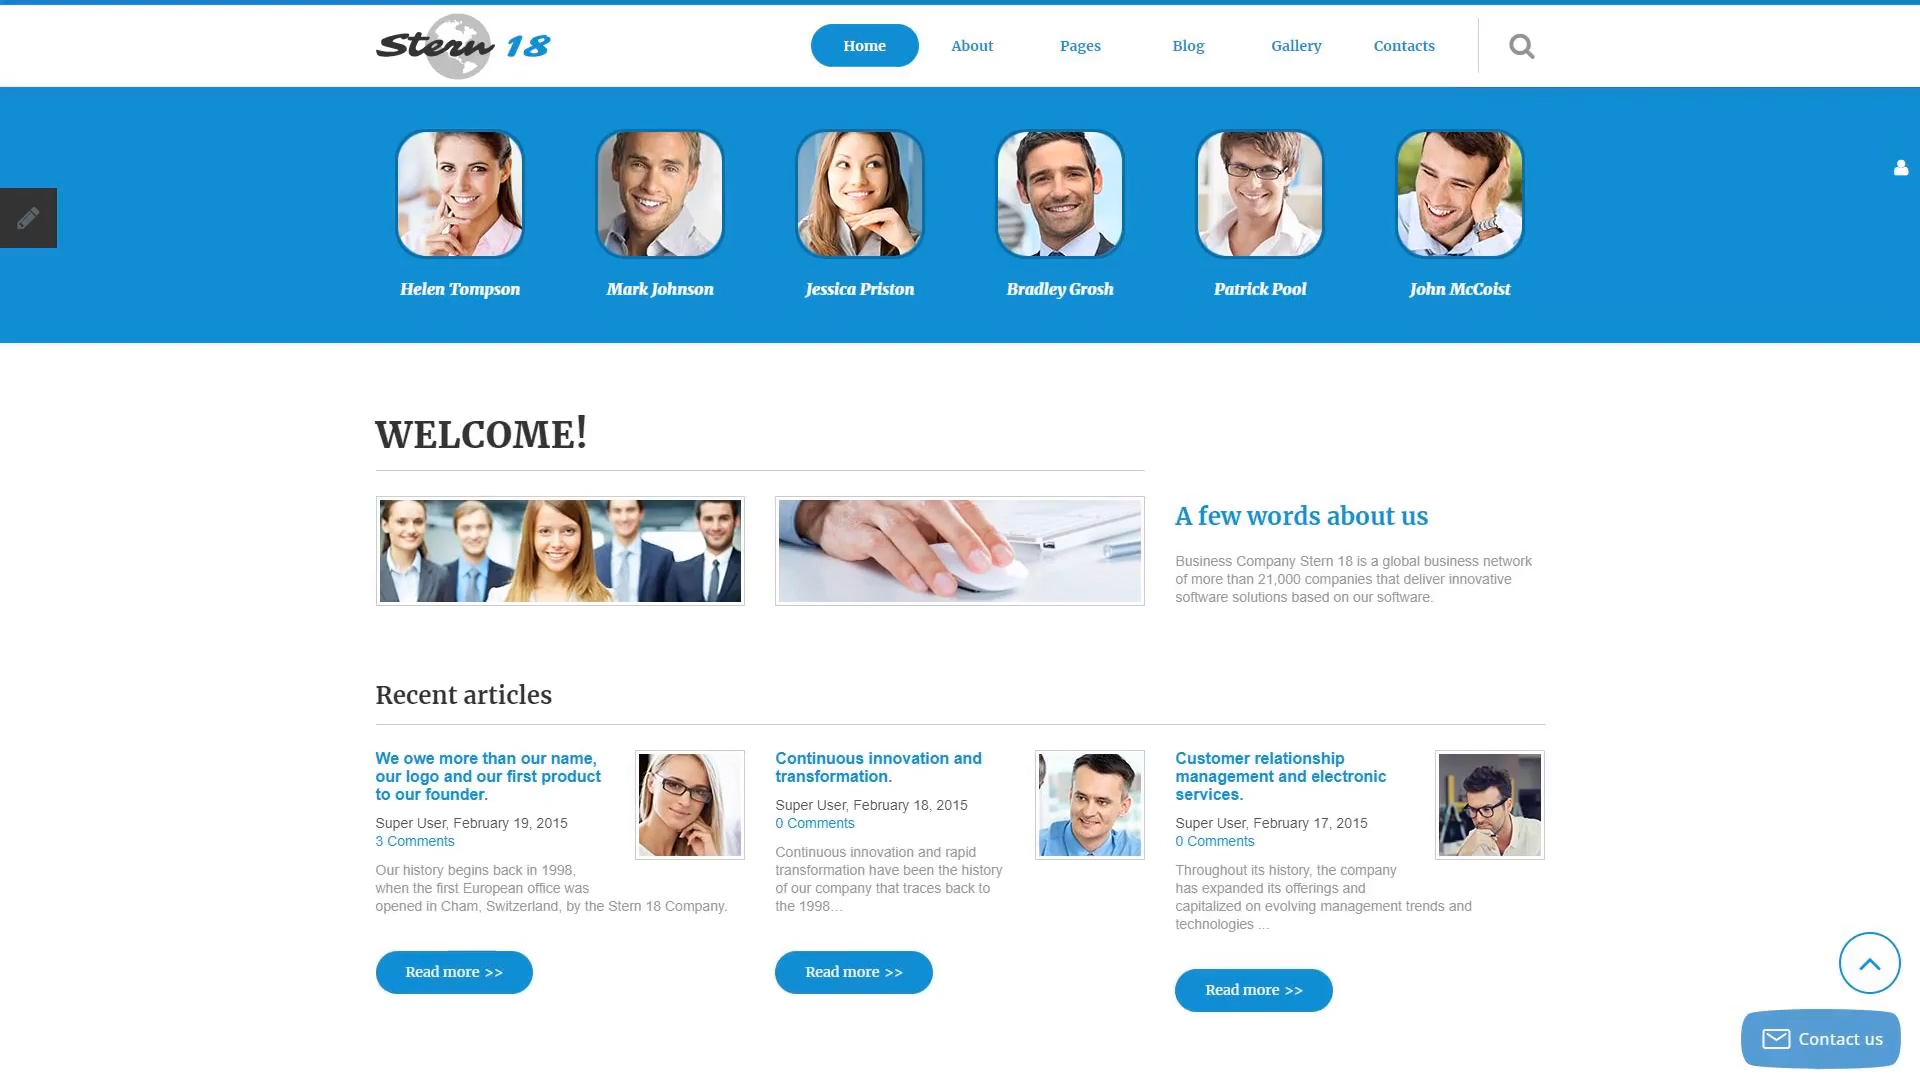 Stern 18
Home
About
Pages
Blog
Gallery
Contacts
Helen Tompson
Mark Johnson
Jessica Priston
Bradley Grosh
Patrick Pool
John McCoist
WELCOME!
A few words about us
Business Company Stern 18 is a global business network
of more than 21,000 companies that deliver innovative
software solutions based on our software.
Recent articles
We owe more than our name,
our logo and our first product
to our founder.
Super User, February 19, 2015
3 Comments
Our history begins back in 1998,
when the first European office was
opened in Cham, Switzerland, by the Stern 18 Company.
Read more >>
Continuous innovation and
transformation.
Super User, February 18, 2015
0 Comments
Continuous innovation and rapid
transformation have been the history
of our company that traces back to
the 1998...
Read more >>
Customer relationship
management and electronic
services.
Super User, February 17, 2015
0 Comments
Throughout its history, the company
has expanded its offerings and
capitalized on evolving management trends and
technologies ...
Read more >>
Contact us